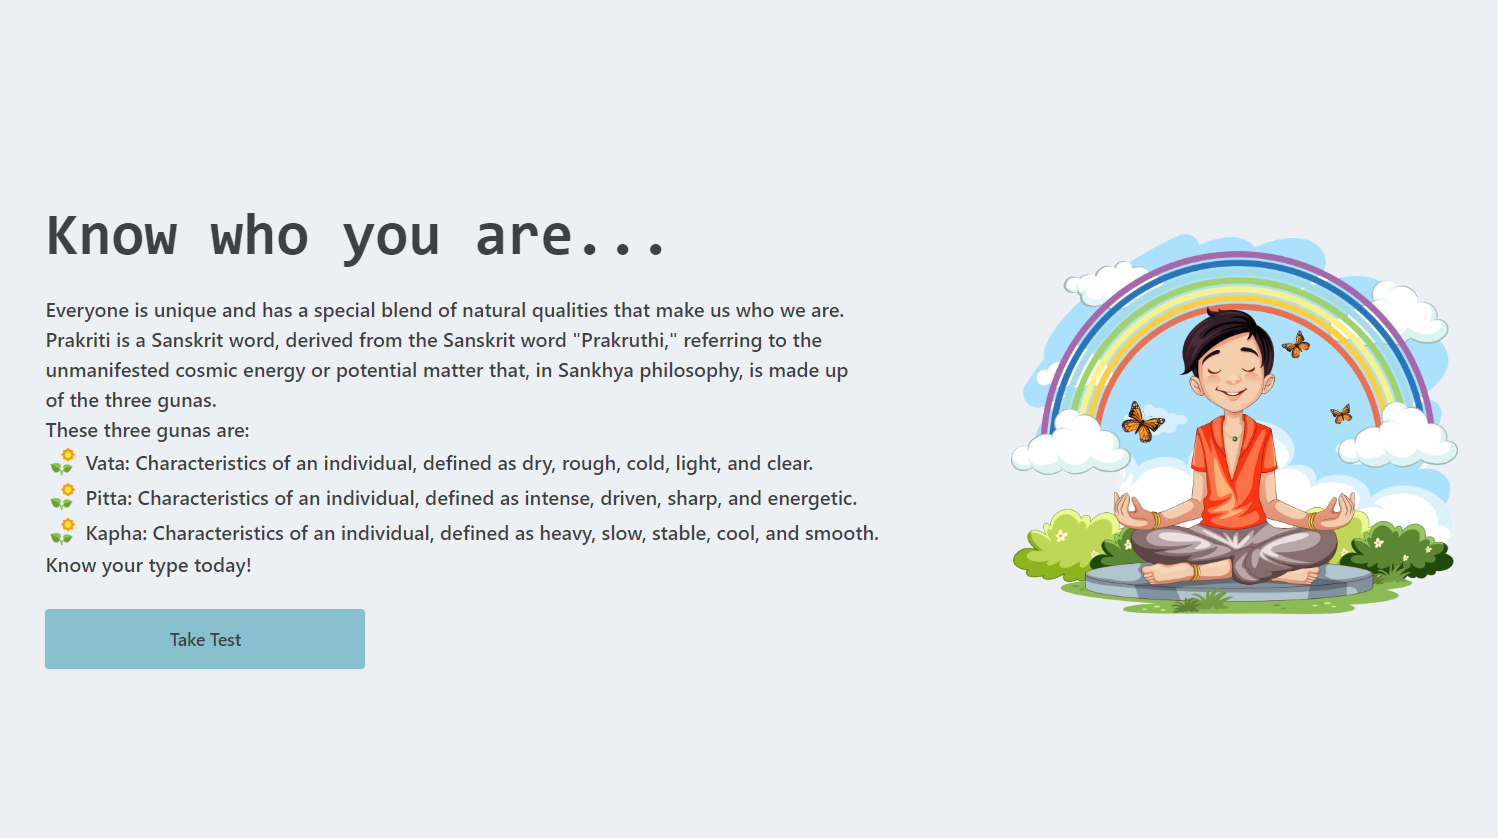 Know who you are...
Everyone is unique and has a special blend of natural qualities that make us who we are.
Prakriti is a Sanskrit word, derived from the Sanskrit word "Prakruthi," referring to the
unmanifested cosmic energy or potential matter that, in Sankhya philosophy, is made up
of the three gunas.
These three gunas are:
Vata: Characteristics of an individual, defined as dry, rough, cold, light, and clear.
Pitta: Characteristics of an individual, defined as intense, driven, sharp, and energetic.
Kapha: Characteristics of an individual, defined as heavy, slow, stable, cool, and smooth.
Know your type today!
Take Test